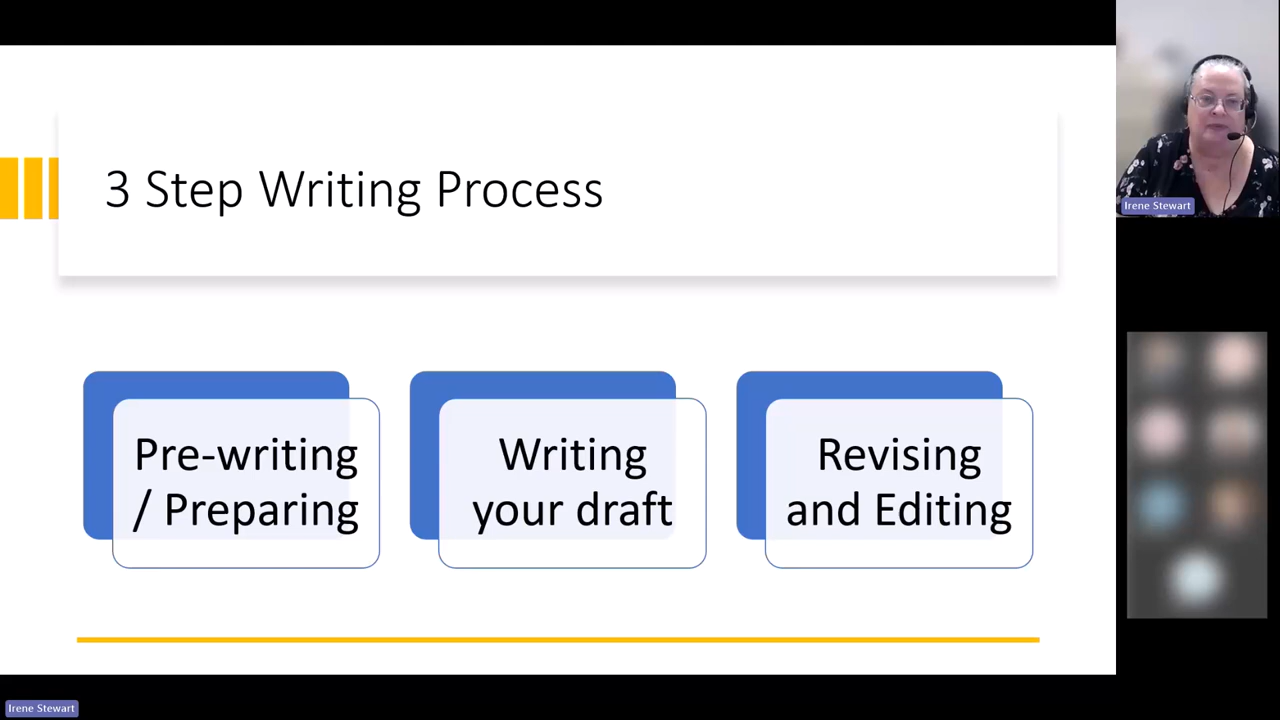 3 Step Writing Process
Pre-writing
/ Preparing
Writing
your draft
Revising
and Editing
Irene Stewart
Irene Stewart